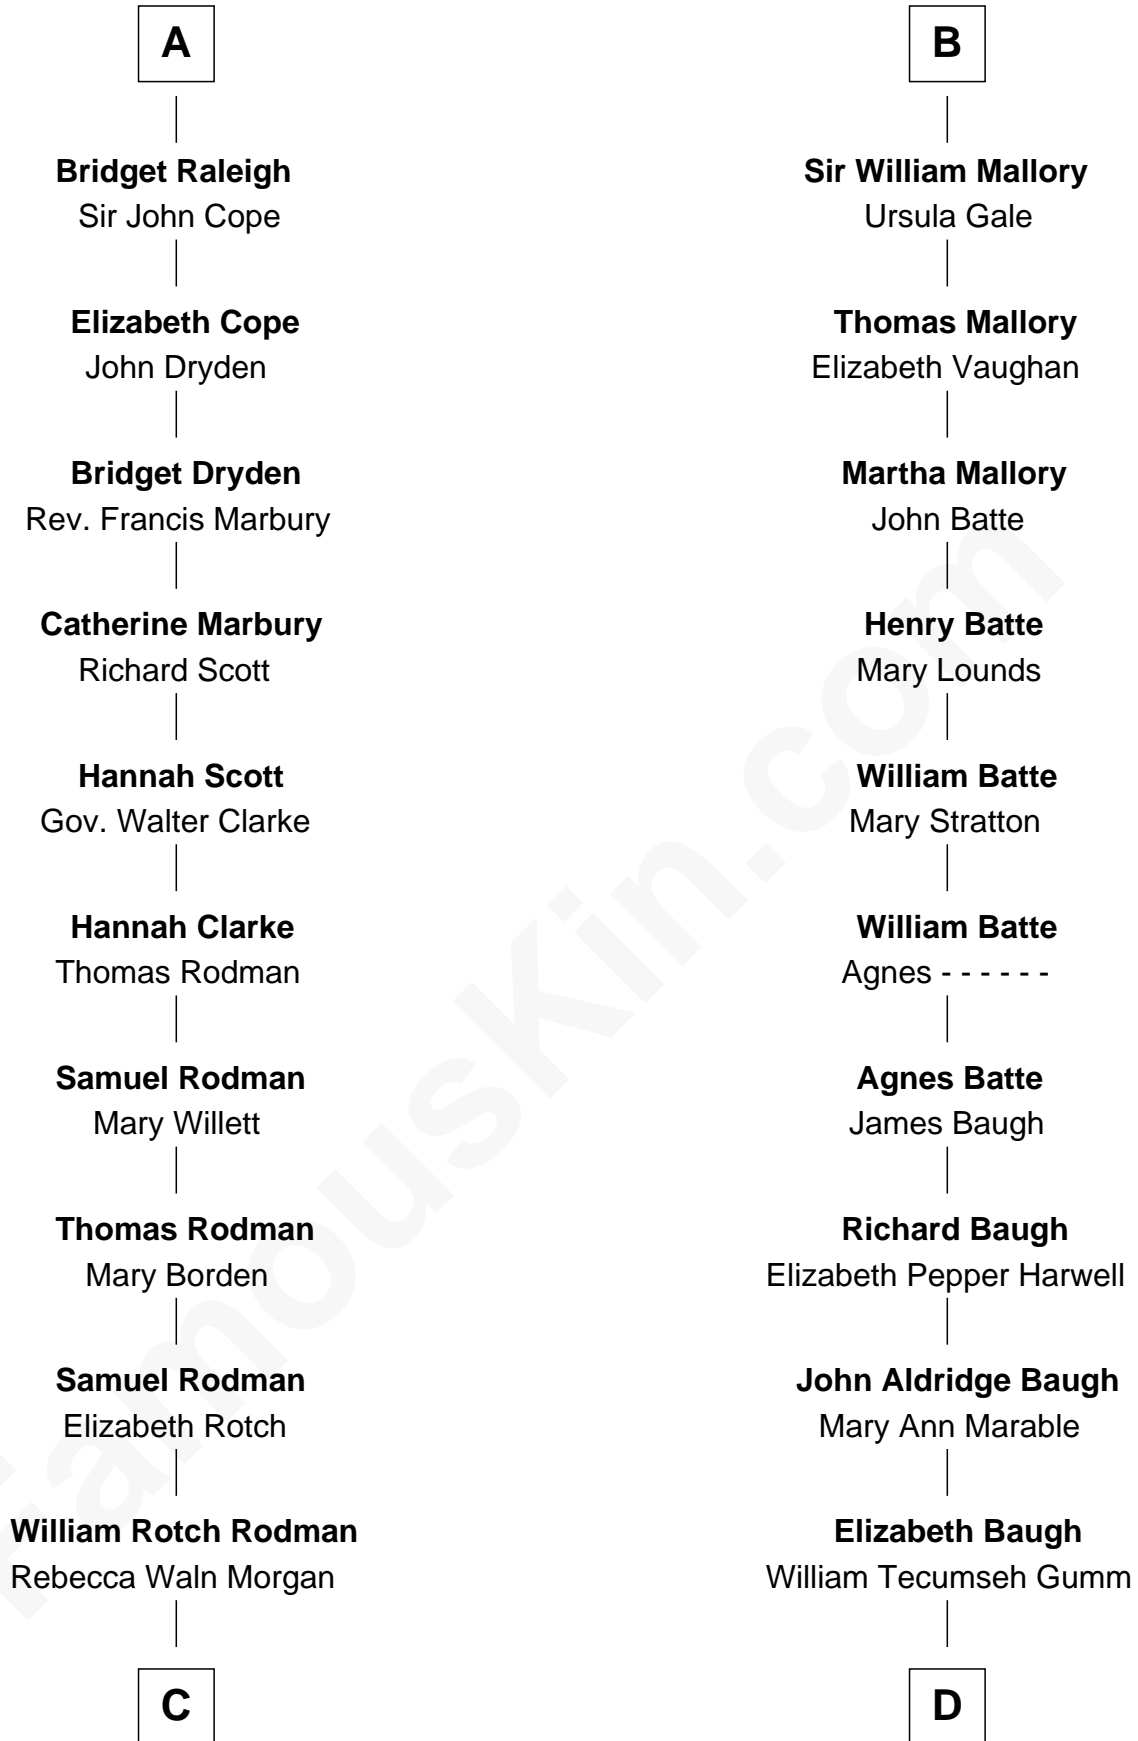 A
Bridget Raleigh
Sir John Cope
Elizabeth Cope
John Dryden
Bridget Dryden
Rev. Francis Marbury
Catherine Marbury
Richard Scott
Hannah Scott
Gov. Walter Clarke
Hannah Clarke
Thomas Rodman
Samuel Rodman
Mary Willett
Thomas Rodman
Mary Borden
Samuel Rodman
Elizabeth Rotch
William Rotch Rodman
Rebecca Waln Morgan
C
B
Sir William Mallory
Ursula Gale
Thomas Mallory
Elizabeth Vaughan
Martha Mallory
John Batte
Henry Batte
Mary Lounds
William Batte
Mary Stratton
William Batte
Agnes - - - - - -
Agnes Batte
James Baugh
Richard Baugh
Elizabeth Pepper Harwell
John Aldridge Baugh
Mary Ann Marable
Elizabeth Baugh
William Tecumseh Gumm
D
FamousKin.com